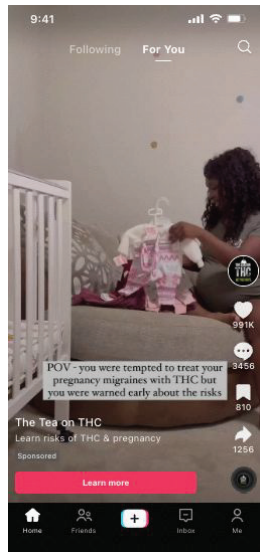 9:41
Following For You
THC
991K
3456
POV - you were tempted to treat your
pregnancy migraines with THC but
you were warned early about the risks
810
The Tea on THC
Learn risks of THC & pregnancy
1256
Sponsored
Learn more
Home Friends Inbox Me